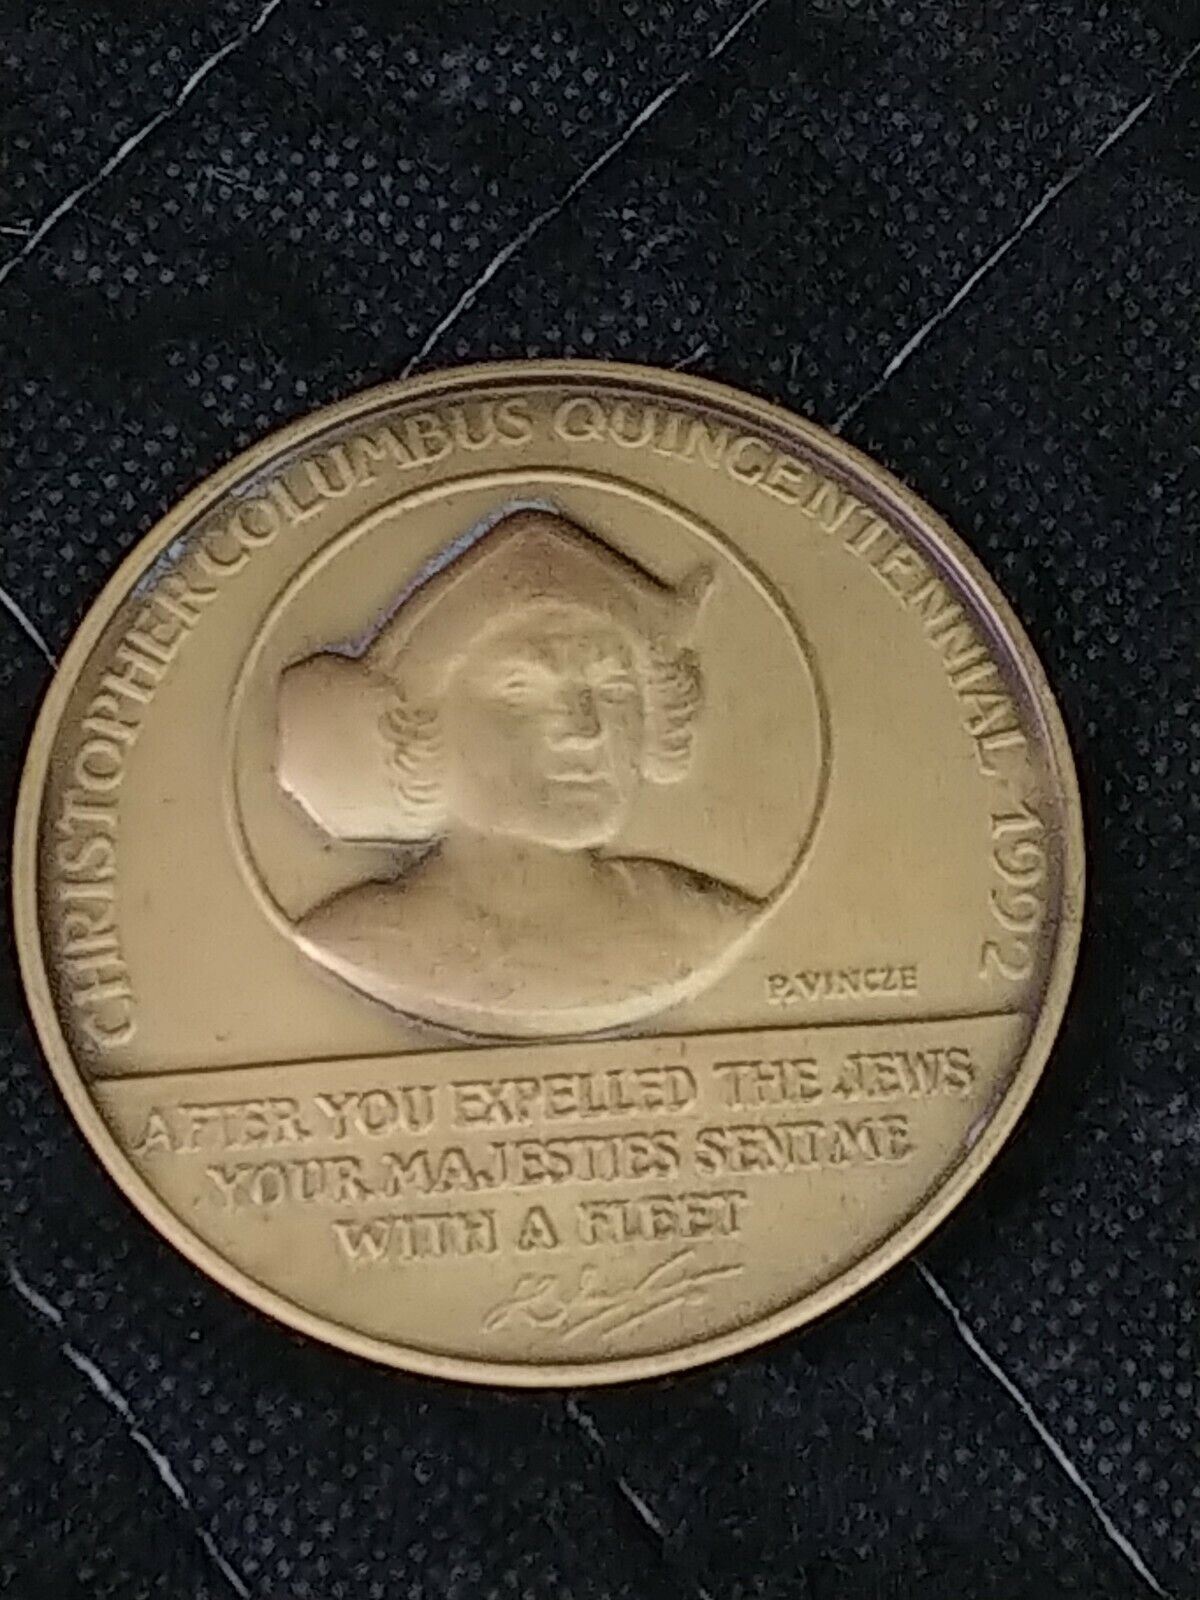 CHRISTOPHER COLUMBUS QUINCENTENNIAL 1992
P. VINCZE
AFTER YOU EXPELLED THE JEWS
YOUR MAJESTIES SENT ME
WITH A FLEET